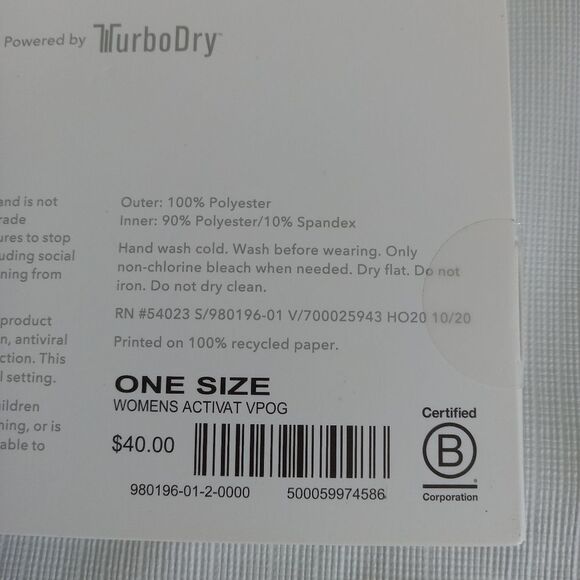 Powered by TurboDry™
and is not
rade
ures to stop
uding social
ning from
product
n, antiviral
ction. This
l setting.
ildren
ning, or is
able to
Outer: 100% Polyester
Inner: 90% Polyester/10% Spandex
Hand wash cold. Wash before wearing. Only
non-chlorine bleach when needed. Dry flat. Do not
iron. Do not dry clean.
RN #54023 S/980196-01 V/700025943 HO20 10/20
Printed on 100% recycled paper.
ONE SIZE
WOMENS ACTIVAT VPOG
$40.00
980196-01-2-0000 500059974586
Certified
B
®
Corporation